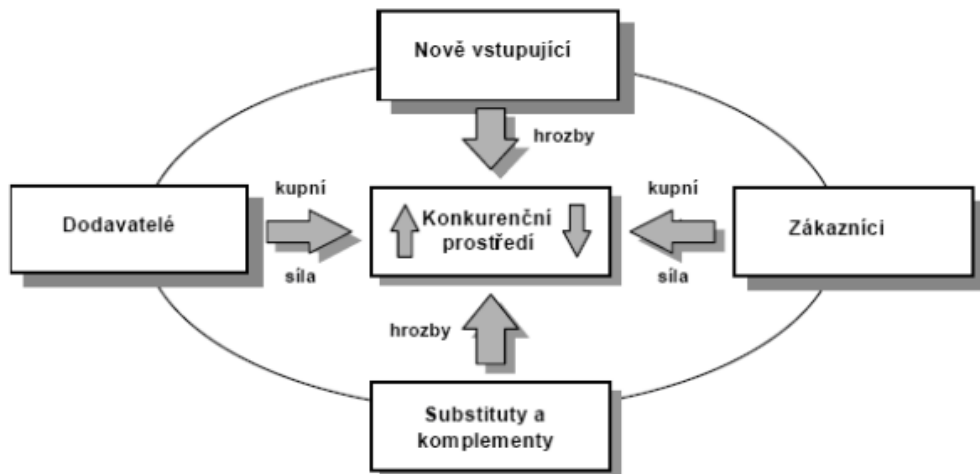 Nově vstupující
hrozby
kupní
Dodavatelé
síla
Konkurenční
prostředí
kupní
Zákazníci
síla
hrozby
Substituty a
komplementy